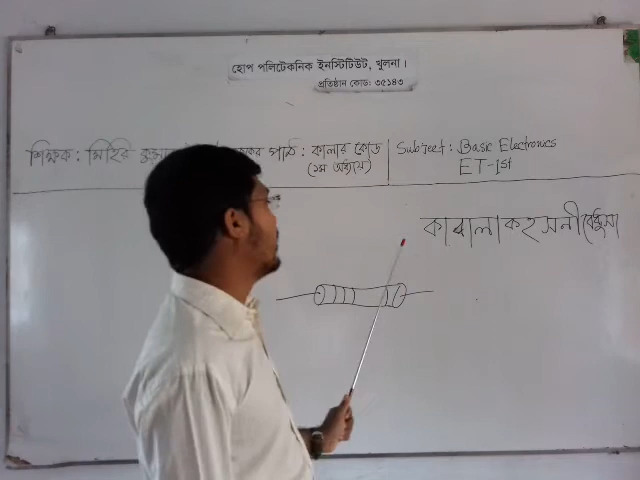 হোপ পলিটেকনিক ইনস্টিটিউট, খুলনা।
প্রতিষ্ঠান কোড: ৩৫১৪৩
শিক্ষক: মিহির পাঠ: কালার কোড
(১ম অধ্যায়)
Subject: Basic Electronics
ET-1st
কাবালাকহসনীবেধুসা